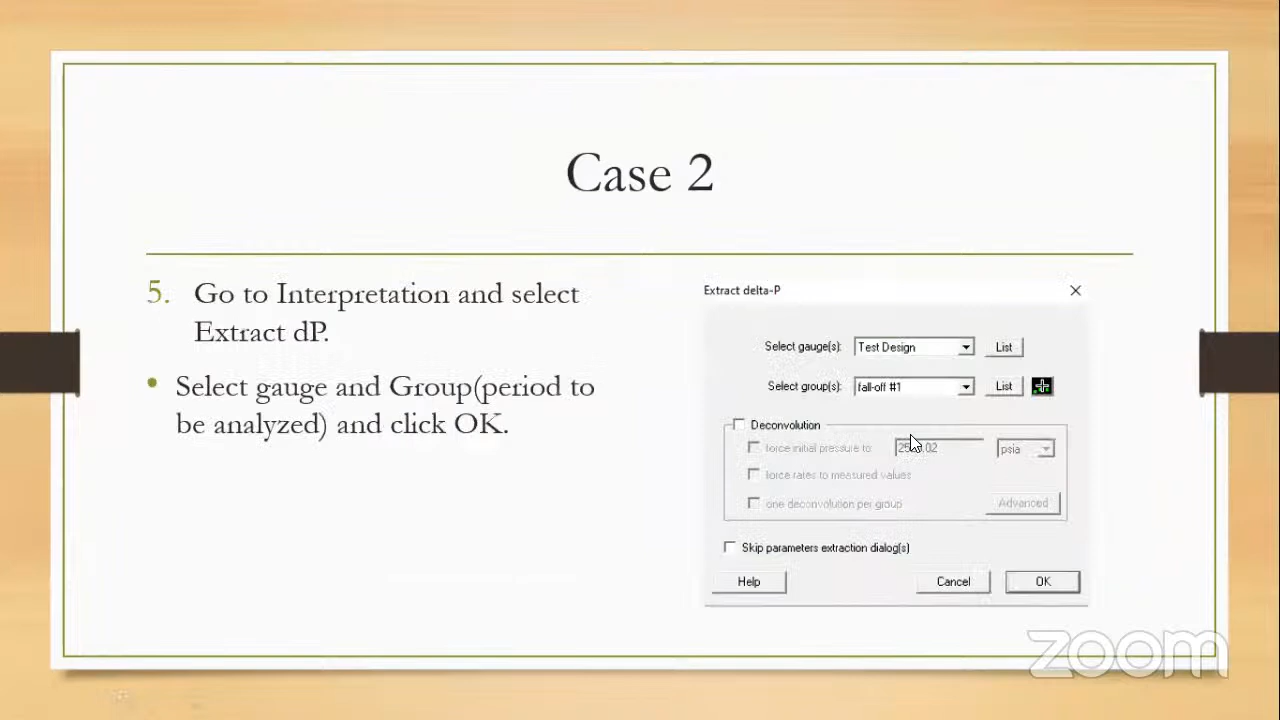 Case 2
5. Go to Interpretation and select
Extract dP.
• Select gauge and Group(period to
be analyzed) and click OK.
Extract delta-P
Select gauge(s): Test Design List
Select group(s): fall-off #1 List
Deconvolution
force initial pressure to psia
force rates to measured values
one deconvolution per group Advanced
Skip parameters extraction dialog(s)
Help Cancel OK
zoom